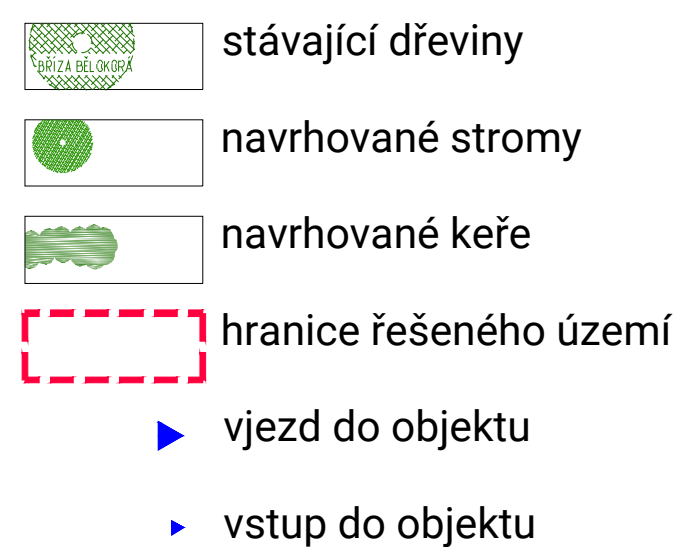 stávající dřeviny
BŘÍZA BĚLOKORÁ
navrhované stromy
navrhované keře
hranice řešeného území
vjezd do objektu
vstup do objektu